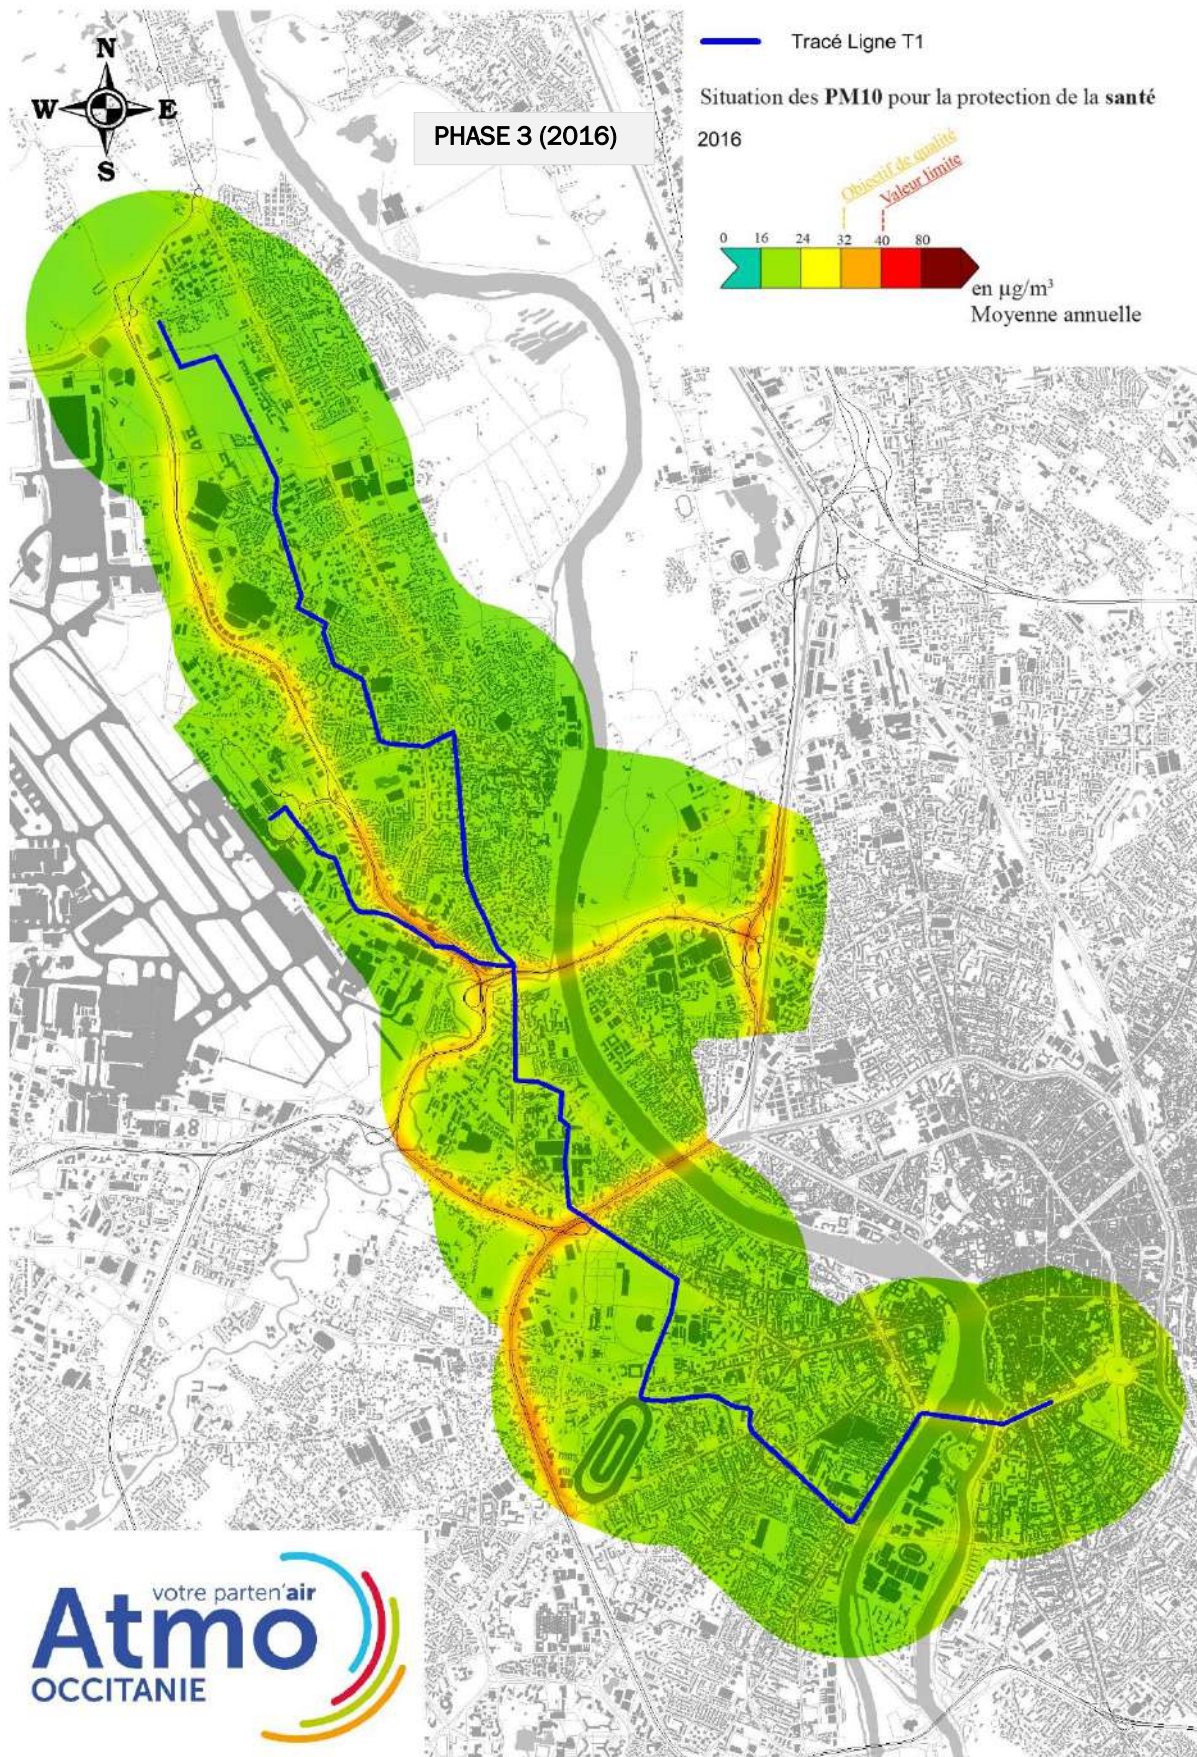 N
W E
S
PHASE 3 (2016)
Tracé Ligne T1
Situation des PM10 pour la protection de la santé
2016
Objectif de qualité
Valeur limite
0 16 24 32 40 80
en µg/m³
Moyenne annuelle
votre parten'air
Atmo
OCCITANIE